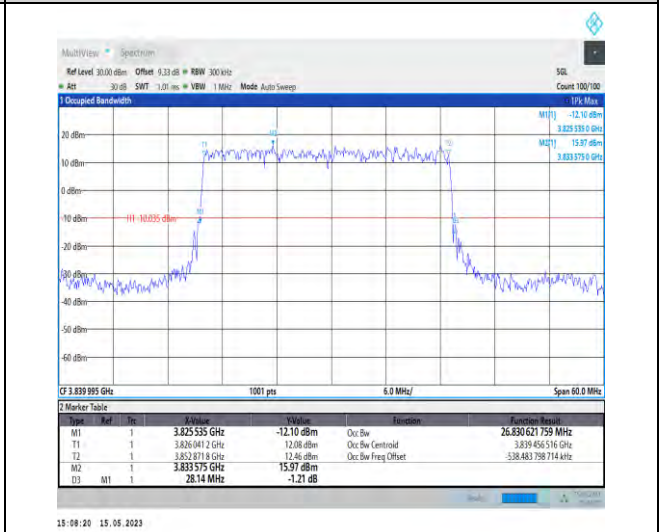 MultiView Spectrum
Ref Level 30.00 dBm Offset 9.33 dB RBW 300 kHz SGL
Att 30 dB SWT 1.01 ms VBW 1 MHz Mode Auto Sweep Count 100/100
1 Occupied Bandwidth 1Pk Max
M1[1] -12.10 dBm
3.825 535 0 GHz
M2[1] 15.97 dBm
3.833 575 0 GHz
20 dBm
10 dBm
0 dBm
-10 dBm H1 -10.035 dBm
-20 dBm
-30 dBm
-40 dBm
-50 dBm
-60 dBm
CF 3.839 995 GHz 1001 pts 6.0 MHz/ Span 60.0 MHz
2 Marker Table
Type Ref Trc X-Value Y-Value Function Function Result
M1 1 3.825 535 GHz -12.10 dBm Occ Bw 26.830 621 759 MHz
T1 1 3.826 041 2 GHz 12.08 dBm Occ Bw Centroid 3.839 456 516 GHz
T2 1 3.852 871 8 GHz 12.46 dBm Occ Bw Freq Offset -538.483 798 714 kHz
M2 1 3.833 575 GHz 15.97 dBm
D3 M1 1 28.14 MHz -1.21 dB
15:08:20 15.05.2023